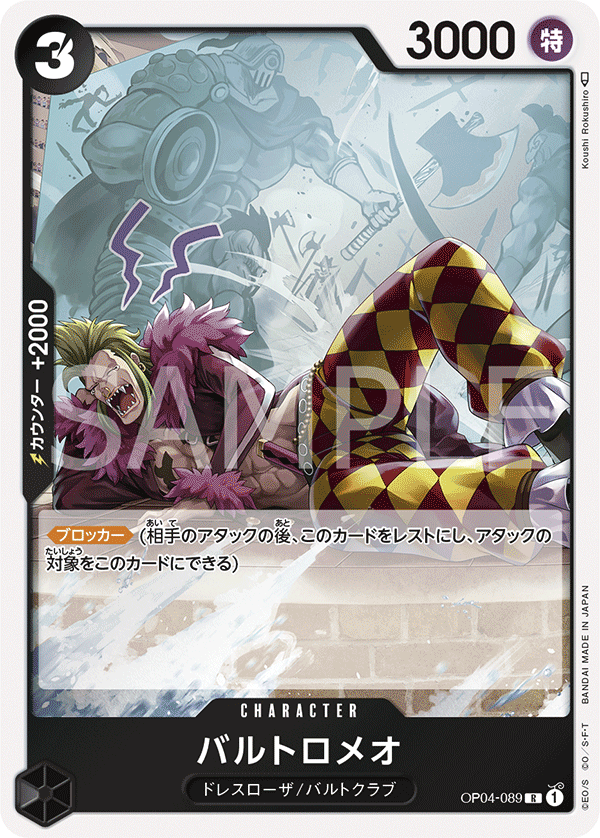 3
3000
特
Koushi Rokushiro
カウンター +2000
SAMPLE
ブロッカー (相手のアタックの後、このカードをレストにし、アタックの
対象をこのカードにできる)
あいて
あと
たいしょう
CHARACTER
バルトロメオ
ドレスローザ/バルトクラブ
OP04-089 R 1
©E.O/S ©O/S・F・T BANDAI MADE IN JAPAN